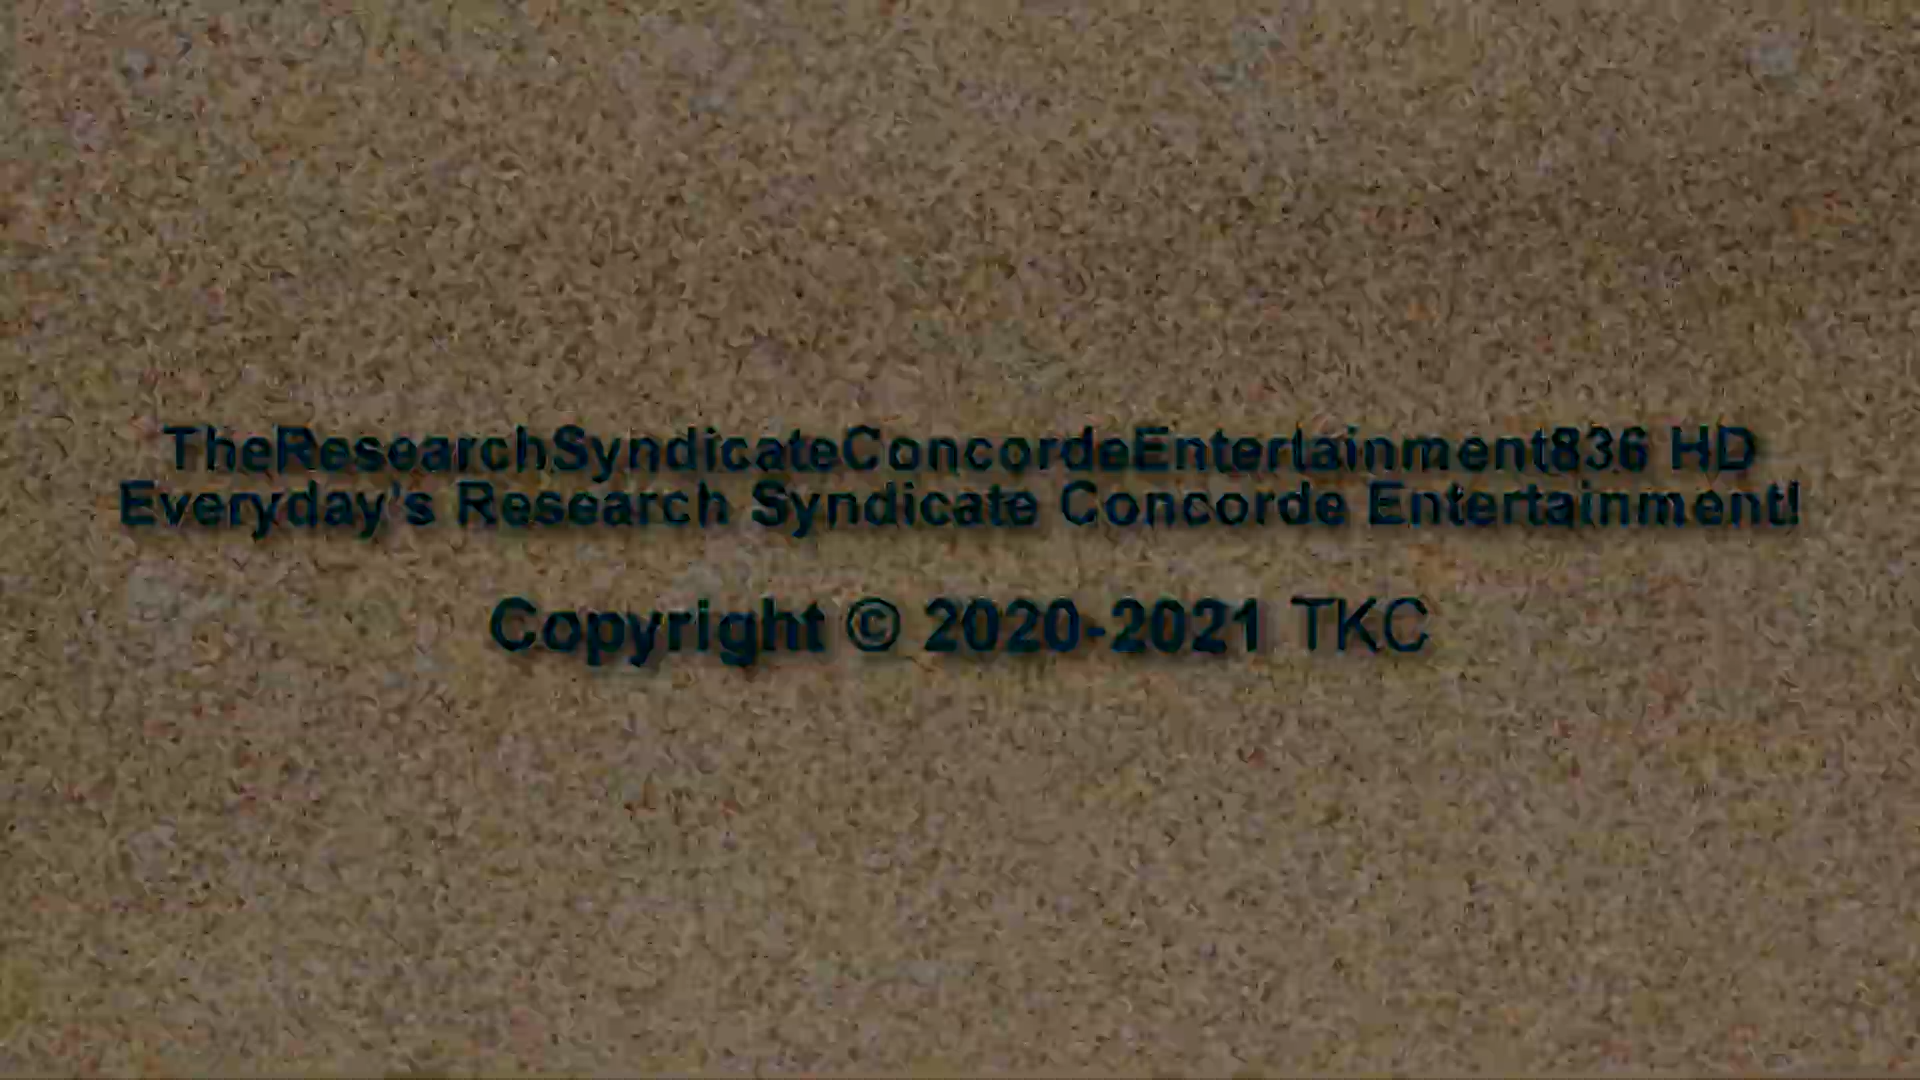 TheResearchSyndicateConcordeEntertainment836 HD
Everyday's Research Syndicate Concorde Entertainment!
Copyright © 2020-2021 TKC